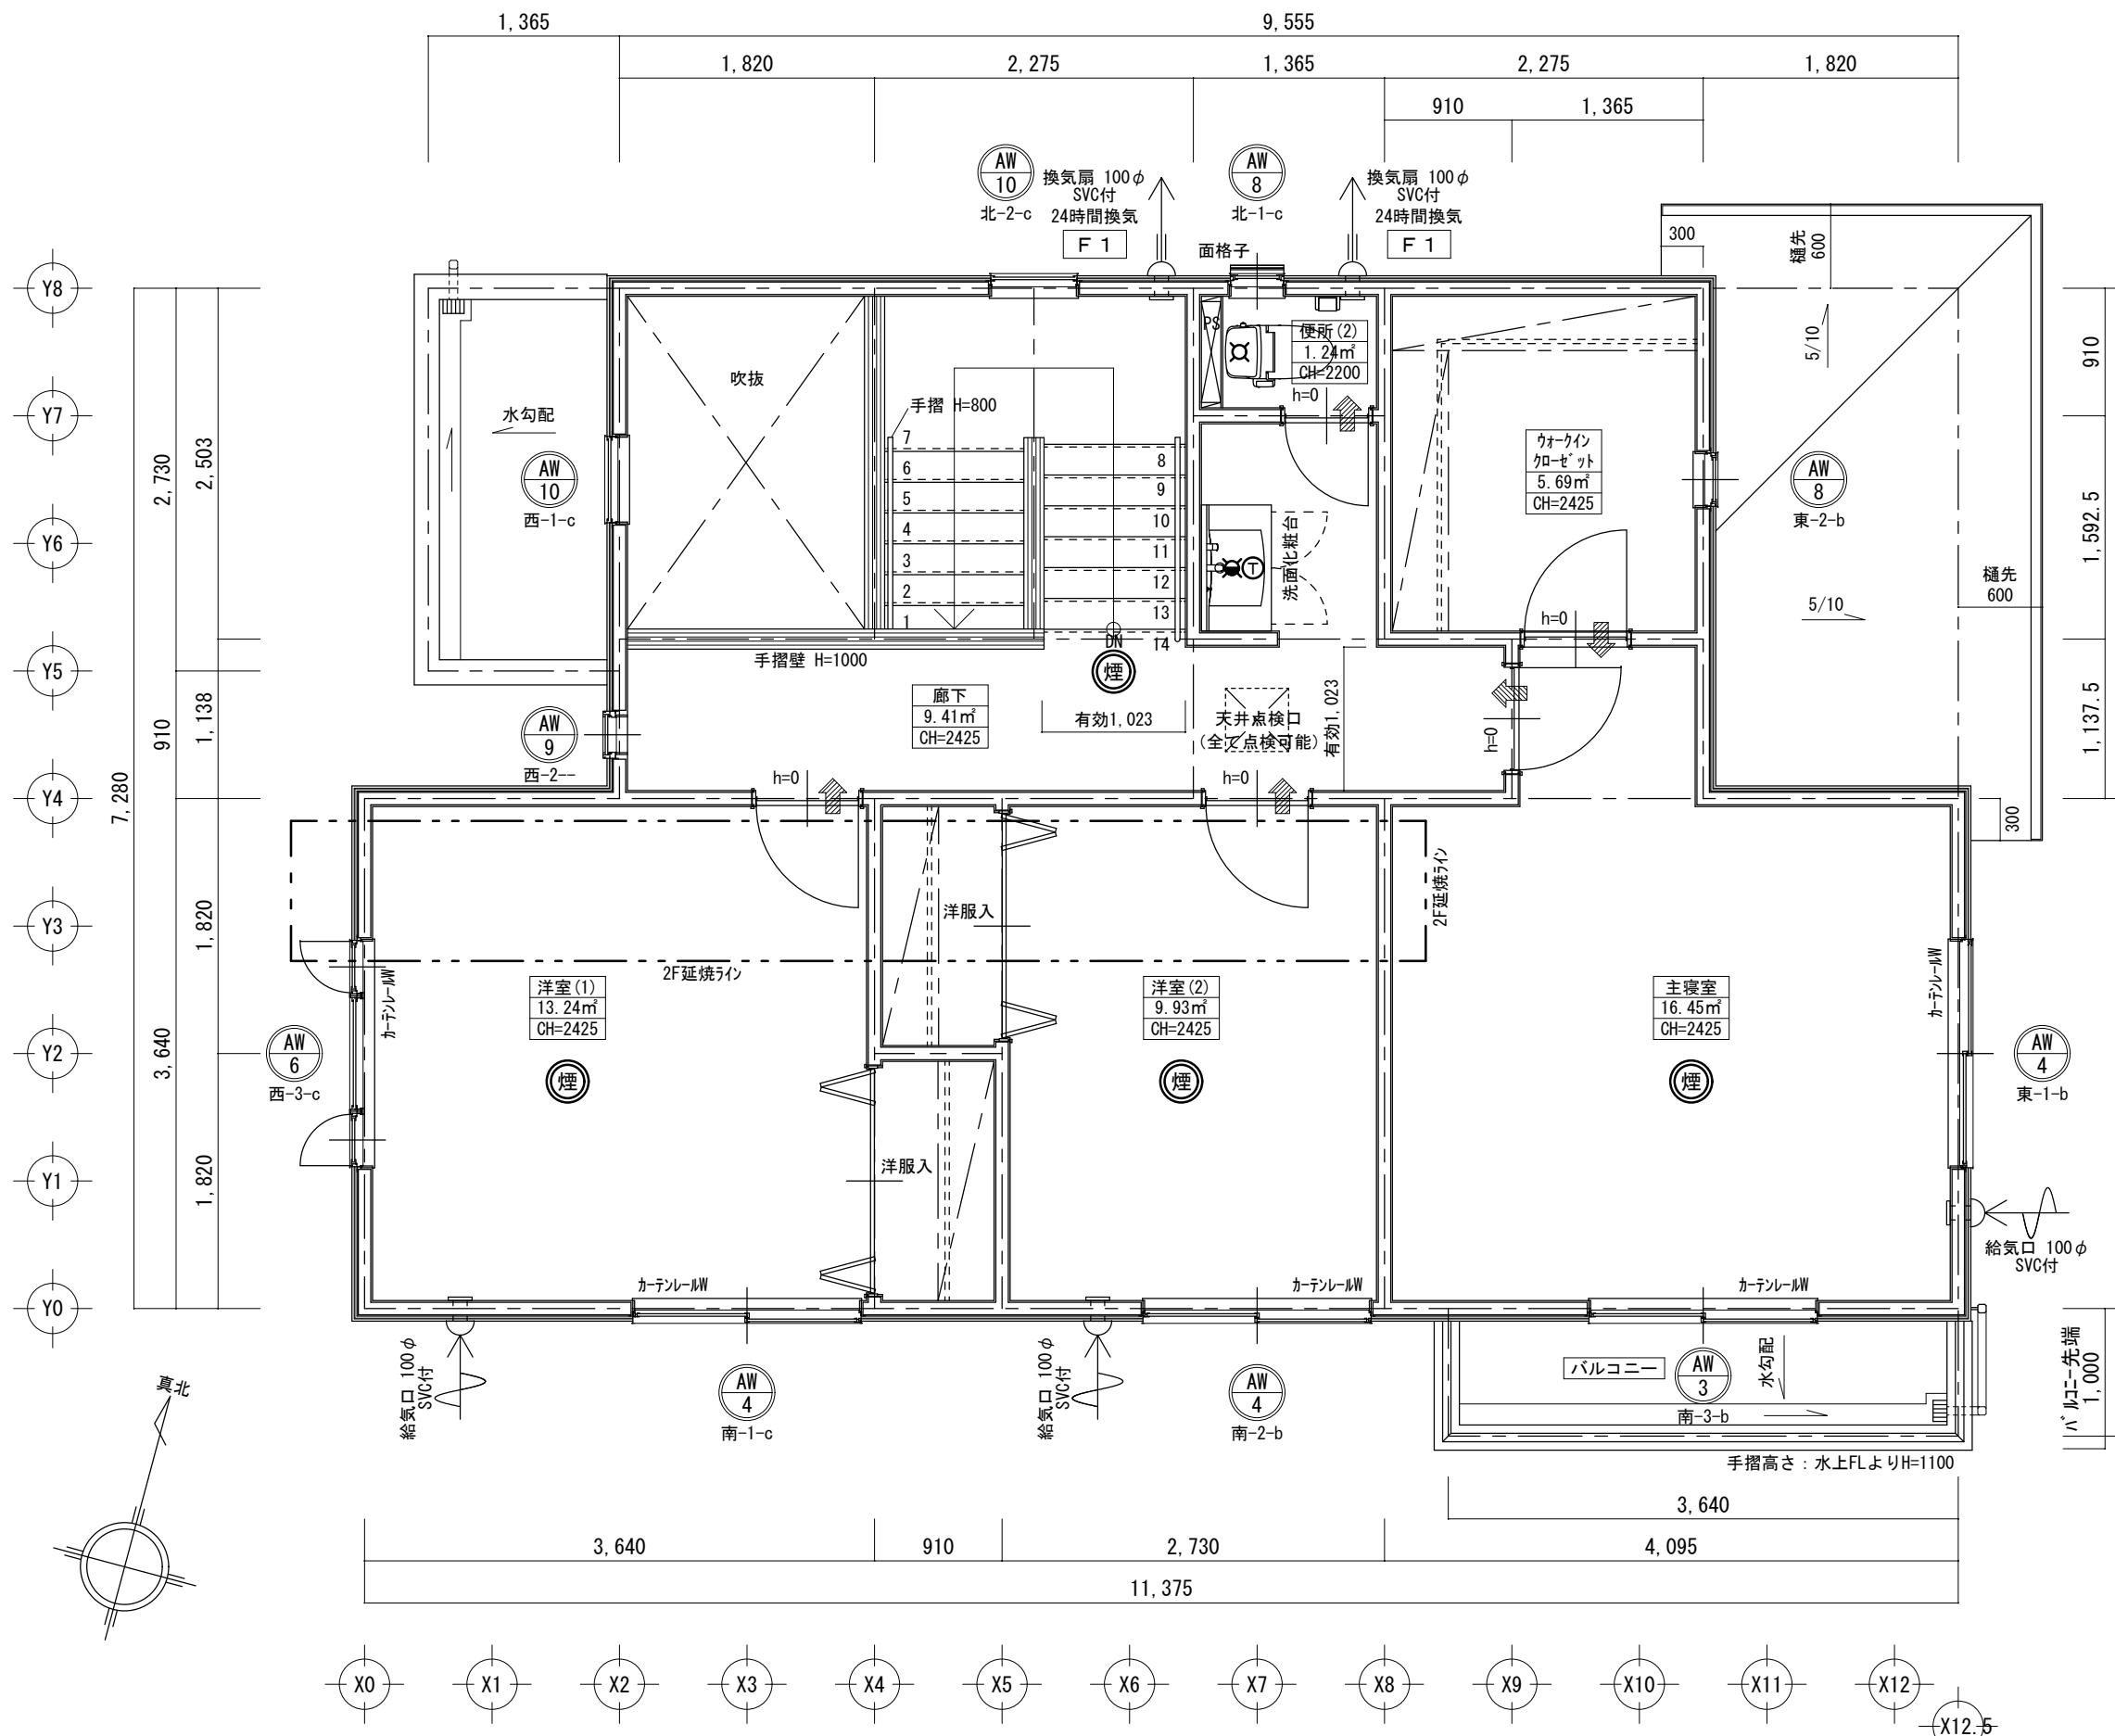 1,365
9,555
1,820
2,275
1,365
2,275
1,820
910
1,365
AW
10
北-2-c
換気扇 100φ
SVC付
24時間換気
F 1
AW
8
北-1-c
換気扇 100φ
SVC付
24時間換気
F 1
面格子
300
樋先
600
5/10
Y8
Y7
Y6
Y5
Y4
Y3
Y2
Y1
Y0
7,280
2,730
910
3,640
2,503
1,138
1,820
1,820
水勾配
AW
10
西-1-c
吹抜
手摺 H=800
7
6
5
4
3
2
1
8
9
10
11
12
13
14
DN
PS
便所(2)
1.24㎡
CH=2200
h=0
洗面化粧台
T
ウォークイン
クローゼット
5.69㎡
CH=2425
h=0
AW
8
東-2-b
樋先
600
5/10
910
1,592.5
1,137.5
300
手摺壁 H=1000
煙
廊下
9.41㎡
CH=2425
有効1,023
天井点検口
(全て点検可能)
有効1,023
h=0
AW
9
西-2--
h=0
h=0
2F延焼ライン
2F延焼ライン
洋服入
カーテンレールW
洋室(1)
13.24㎡
CH=2425
煙
洋室(2)
9.93㎡
CH=2425
煙
主寝室
16.45㎡
CH=2425
煙
カーテンレールW
AW
6
西-3-c
AW
4
東-1-b
洋服入
給気口 100φ
SVC付
カーテンレールW
カーテンレールW
カーテンレールW
給気口 100φ
SVC付
AW
4
南-1-c
給気口 100φ
SVC付
AW
4
南-2-b
バルコニー
AW
3
南-3-b
水勾配
バルコニー先端
1,000
手摺高さ：水上FLよりH=1100
真北
3,640
3,640
910
2,730
4,095
11,375
X0
X1
X2
X3
X4
X5
X6
X7
X8
X9
X10
X11
X12
X12.5